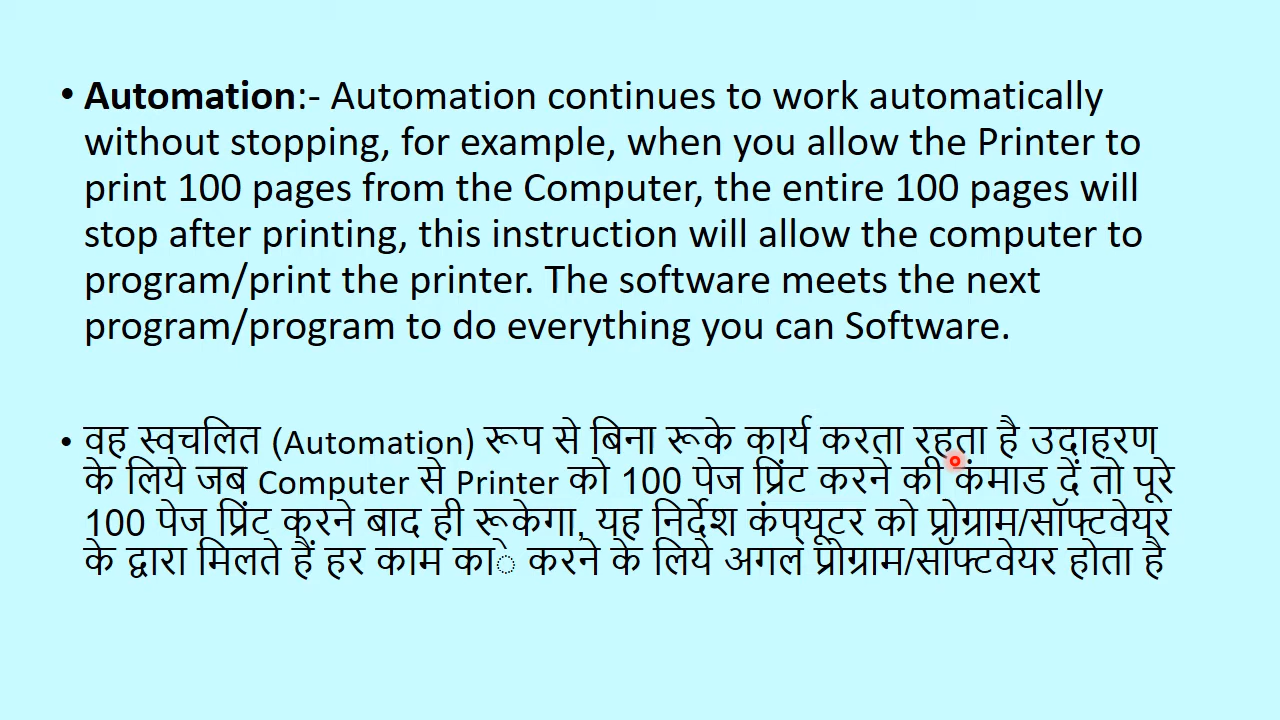 • Automation:- Automation continues to work automatically
without stopping, for example, when you allow the Printer to
print 100 pages from the Computer, the entire 100 pages will
stop after printing, this instruction will allow the computer to
program/print the printer. The software meets the next
program/program to do everything you can Software.
• वह स्वचलित (Automation) रूप से बिना रूके कार्य करता रहता है उदाहरण
के लिये जब Computer से Printer को 100 पेज प्रिंट करने की कंमाड दें तो पूरे
100 पेज प्रिंट करने बाद ही रूकेगा, यह निर्देश कंप्यूटर को प्रोग्राम/सॉफ्टवेयर
के द्वारा मिलते हैं हर काम काे करने के लिये अगल प्रोग्राम/सॉफ्टवेयर होता है